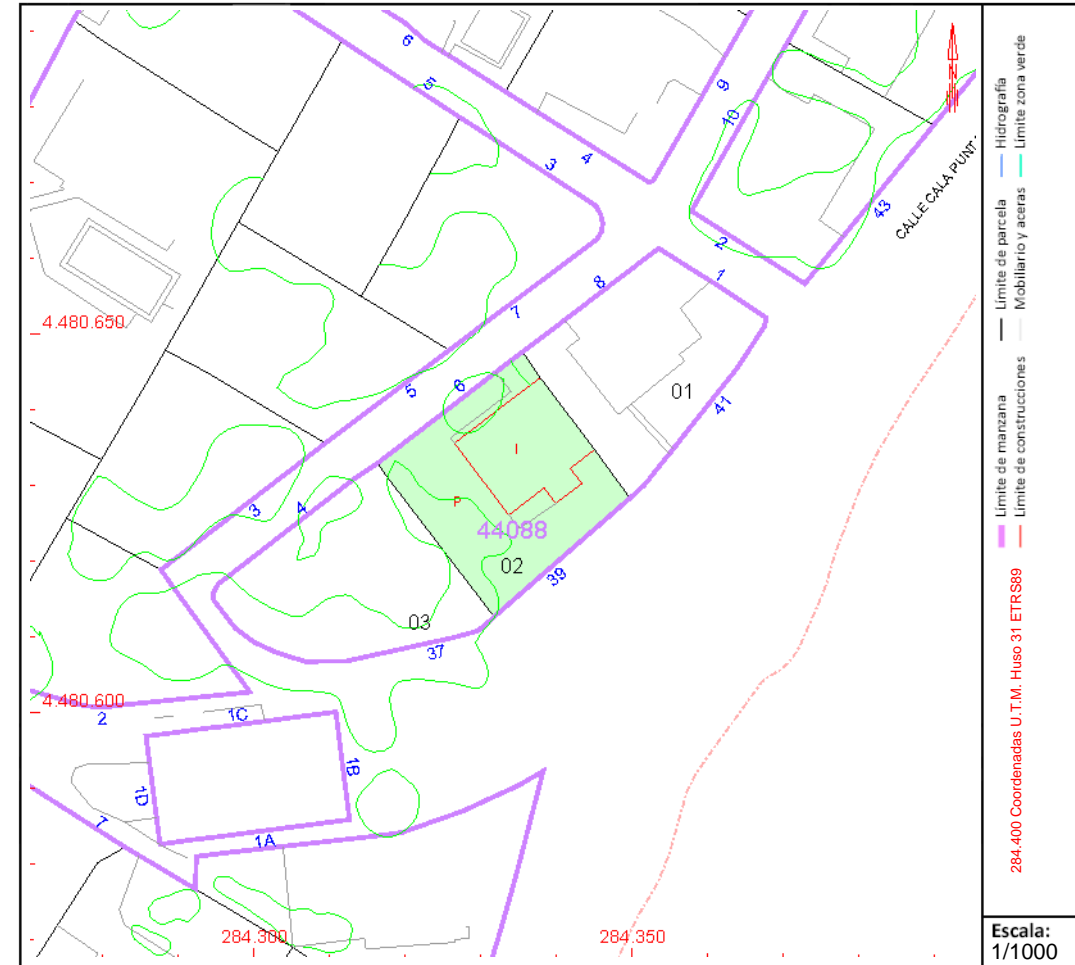 6
5
9
10
3
4
43
CALLE CALA PUNT
2
1
8
7
4.480.650
5
6
01
41
I
P
44088
3
4
02
39
03
37
4.480.600
2
1C
1B
1D
7
1A
284.300
284.350
N
Límite de manzana
Límite de parcela
Hidrografía
Límite de construcciones
Mobiliario y aceras
Límite zona verde
284.400 Coordenadas U.T.M. Huso 31 ETRS89
Escala:
1/1000